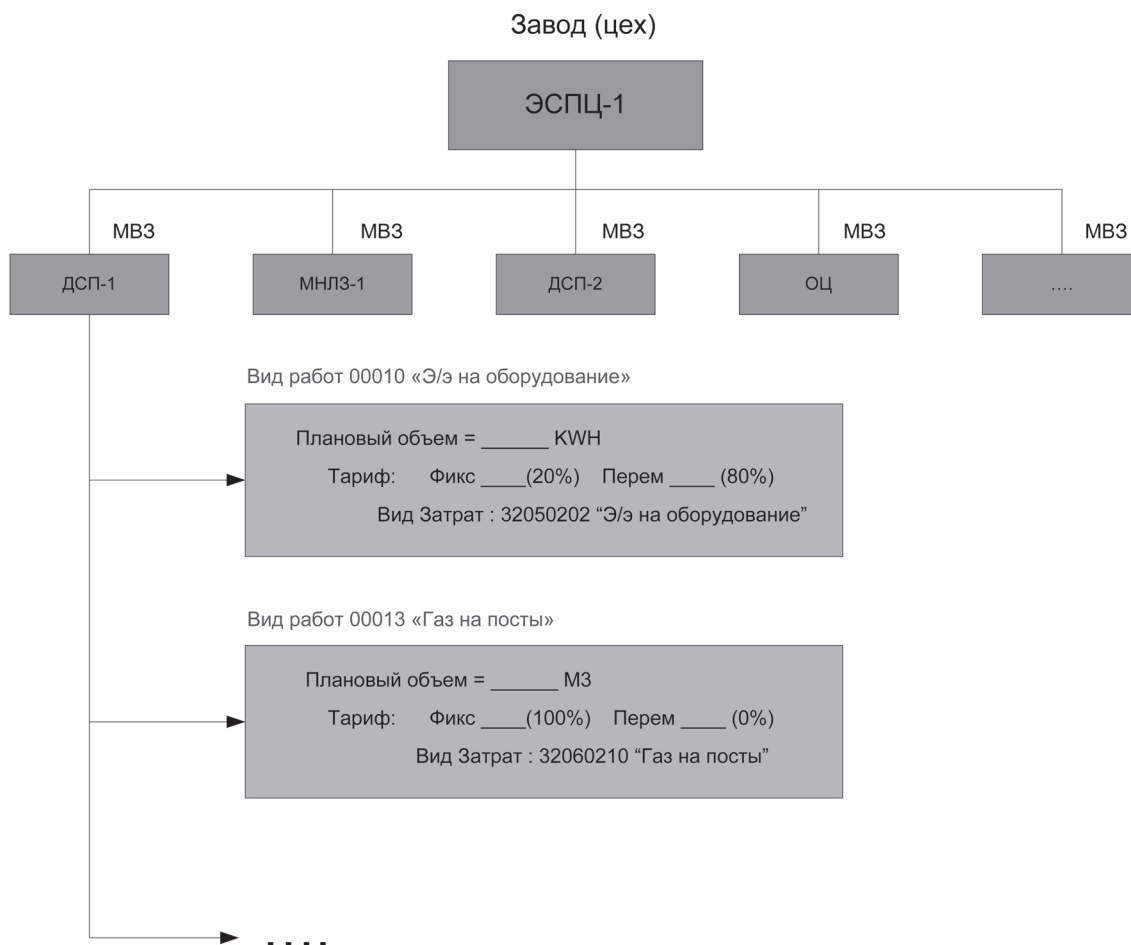 Завод (цех)
ЭСПЦ-1
МВЗ
МВЗ
МВЗ
МВЗ
МВЗ
ДСП-1
МНЛЗ-1
ДСП-2
ОЦ
....
Вид работ 00010 «Э/э на оборудование»
Плановый объем = ______ KWH
Тариф: Фикс ____(20%) Перем ____ (80%)
Вид Затрат : 32050202 “Э/э на оборудование”
Вид работ 00013 «Газ на посты»
Плановый объем = ______ М3
Тариф: Фикс ____(100%) Перем ____ (0%)
Вид Затрат : 32060210 “Газ на посты”
....